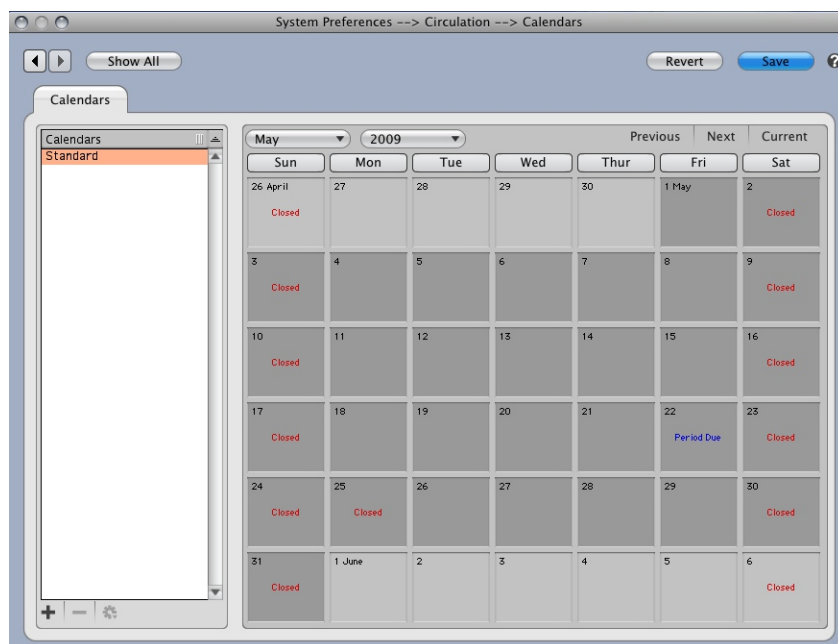 System Preferences --> Circulation --> Calendars
Show All Revert Save ?
Calendars
Calendars
Standard
May 2009 Previous Next Current
Sun Mon Tue Wed Thur Fri Sat
26 April 27 28 29 30 1 May 2
Closed Closed
3 4 5 6 7 8 9
Closed Closed
10 11 12 13 14 15 16
Closed Closed
17 18 19 20 21 22 23
Closed Period Due Closed
24 25 26 27 28 29 30
Closed Closed Closed
31 1 June 2 3 4 5 6
Closed Closed